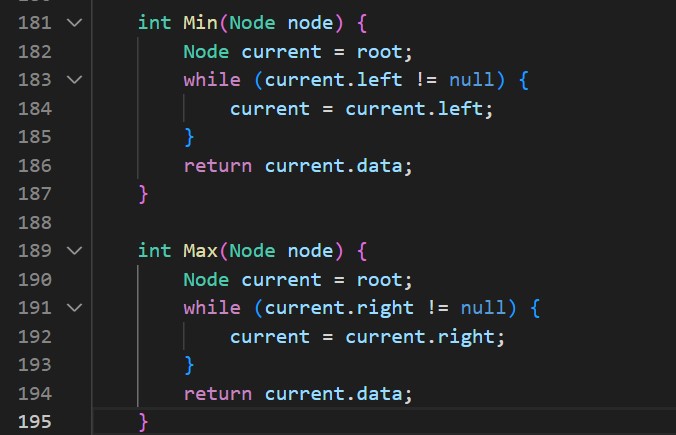 181 int Min(Node node) {
182 Node current = root;
183 while (current.left != null) {
184 current = current.left;
185 }
186 return current.data;
187 }
188
189 int Max(Node node) {
190 Node current = root;
191 while (current.right != null) {
192 current = current.right;
193 }
194 return current.data;
195 }